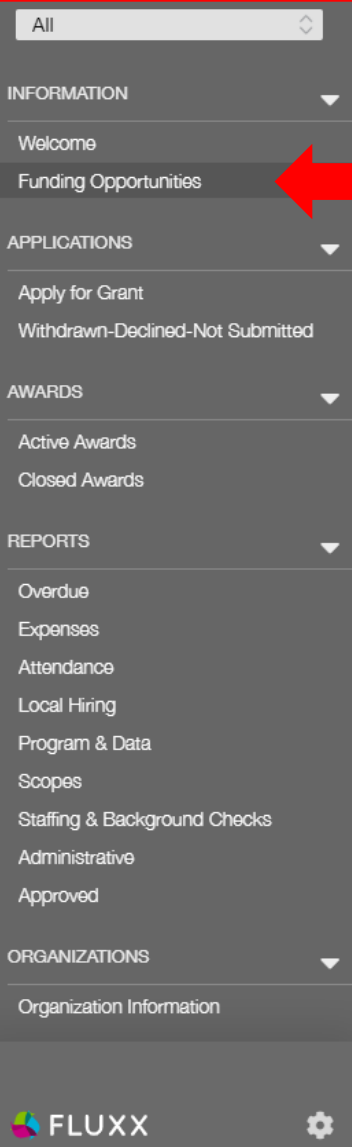 All
INFORMATION
Welcome
Funding Opportunities
APPLICATIONS
Apply for Grant
Withdrawn-Declined-Not Submitted
AWARDS
Active Awards
Closed Awards
REPORTS
Overdue
Expenses
Attendance
Local Hiring
Program & Data
Scopes
Staffing & Background Checks
Administrative
Approved
ORGANIZATIONS
Organization Information
FLUXX